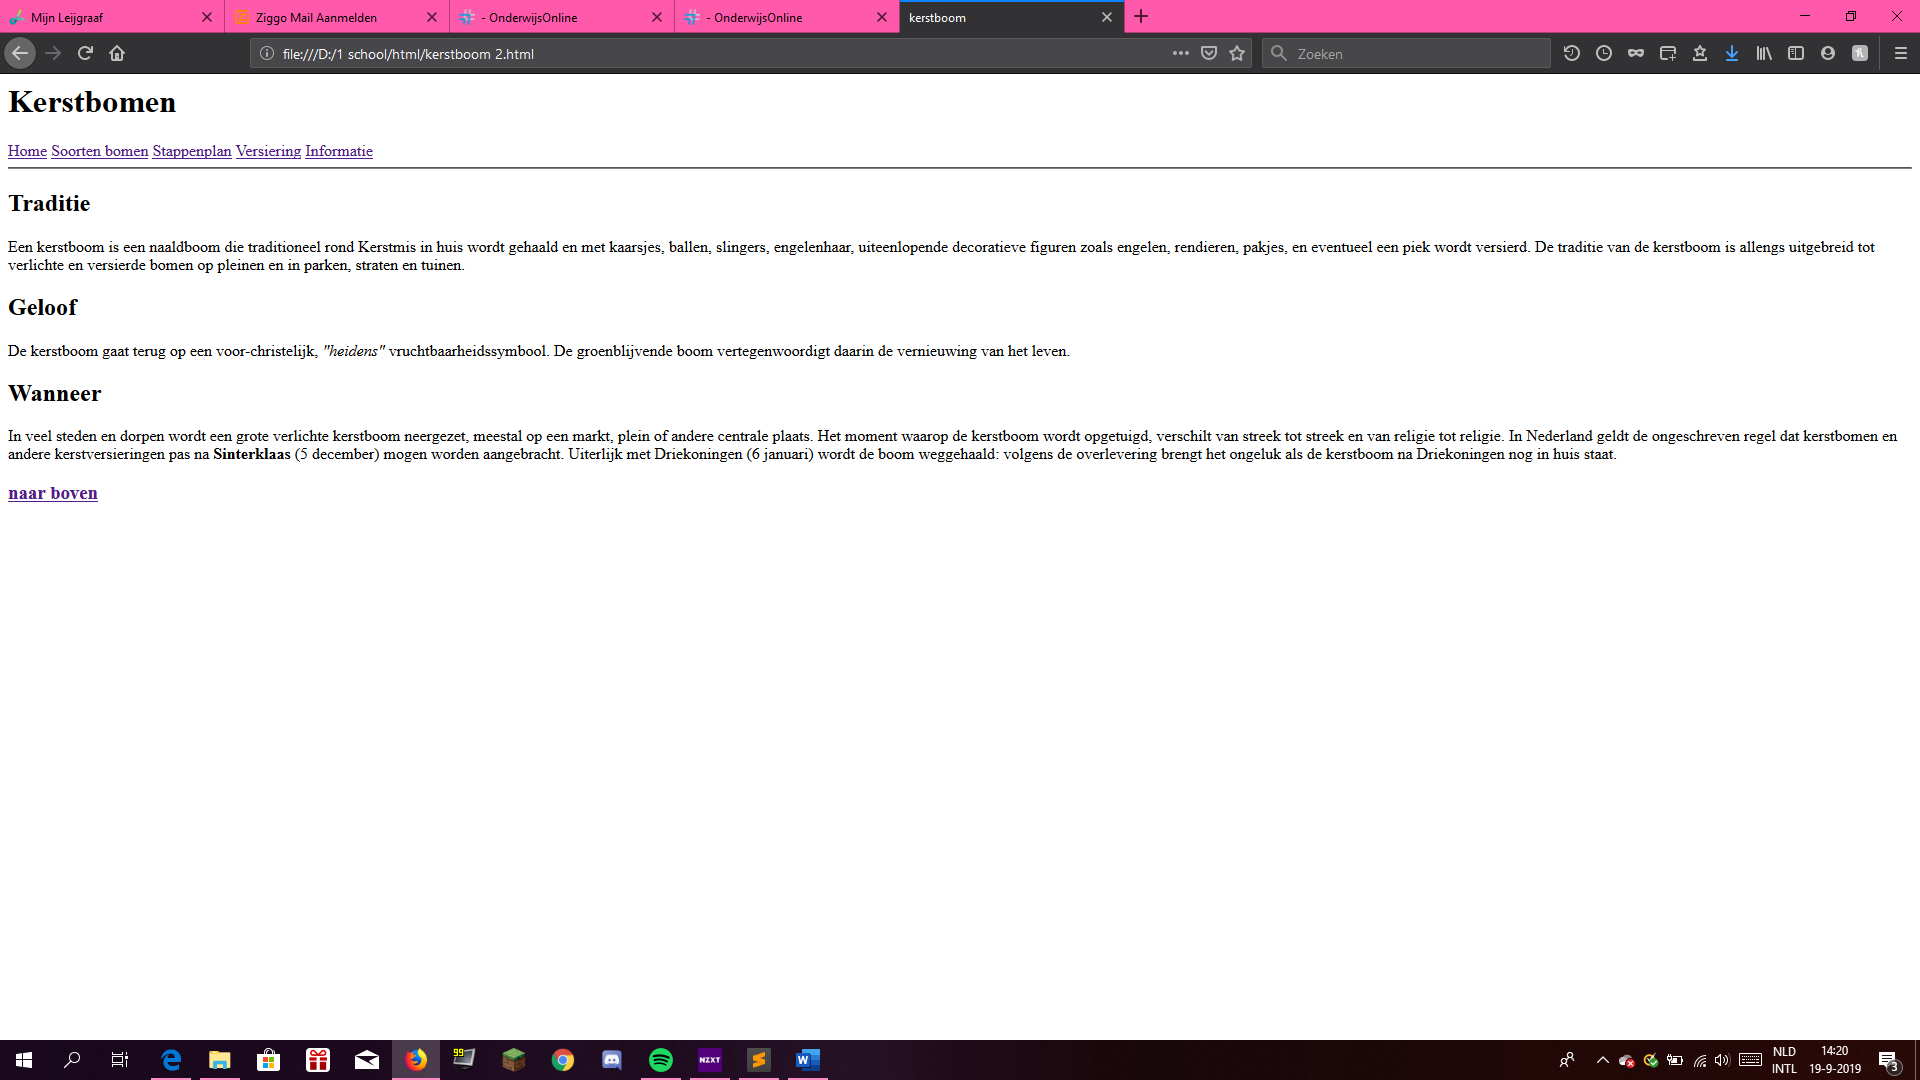 Mijn Leijgraaf
Ziggo Mail Aanmelden
- OnderwijsOnline
- OnderwijsOnline
kerstboom
file:///D:/1 school/html/kerstboom 2.html
Zoeken
Kerstbomen
Home Soorten bomen Stappenplan Versiering Informatie
Traditie
Een kerstboom is een naaldboom die traditioneel rond Kerstmis in huis wordt gehaald en met kaarsjes, ballen, slingers, engelenhaar, uiteenlopende decoratieve figuren zoals engelen, rendieren, pakjes, en eventueel een piek wordt versierd. De traditie van de kerstboom is allengs uitgebreid tot
verlichte en versierde bomen op pleinen en in parken, straten en tuinen.
Geloof
De kerstboom gaat terug op een voor-christelijk, "heidens" vruchtbaarheidssymbool. De groenblijvende boom vertegenwoordigt daarin de vernieuwing van het leven.
Wanneer
In veel steden en dorpen wordt een grote verlichte kerstboom neergezet, meestal op een markt, plein of andere centrale plaats. Het moment waarop de kerstboom wordt opgetuigd, verschilt van streek tot streek en van religie tot religie. In Nederland geldt de ongeschreven regel dat kerstbomen en
andere kerstversieringen pas na Sinterklaas (5 december) mogen worden aangebracht. Uiterlijk met Driekoningen (6 januari) wordt de boom weggehaald: volgens de overlevering brengt het ongeluk als de kerstboom na Driekoningen nog in huis staat.
naar boven
99
NZXT
NLD
INTL
14:20
19-9-2019
3